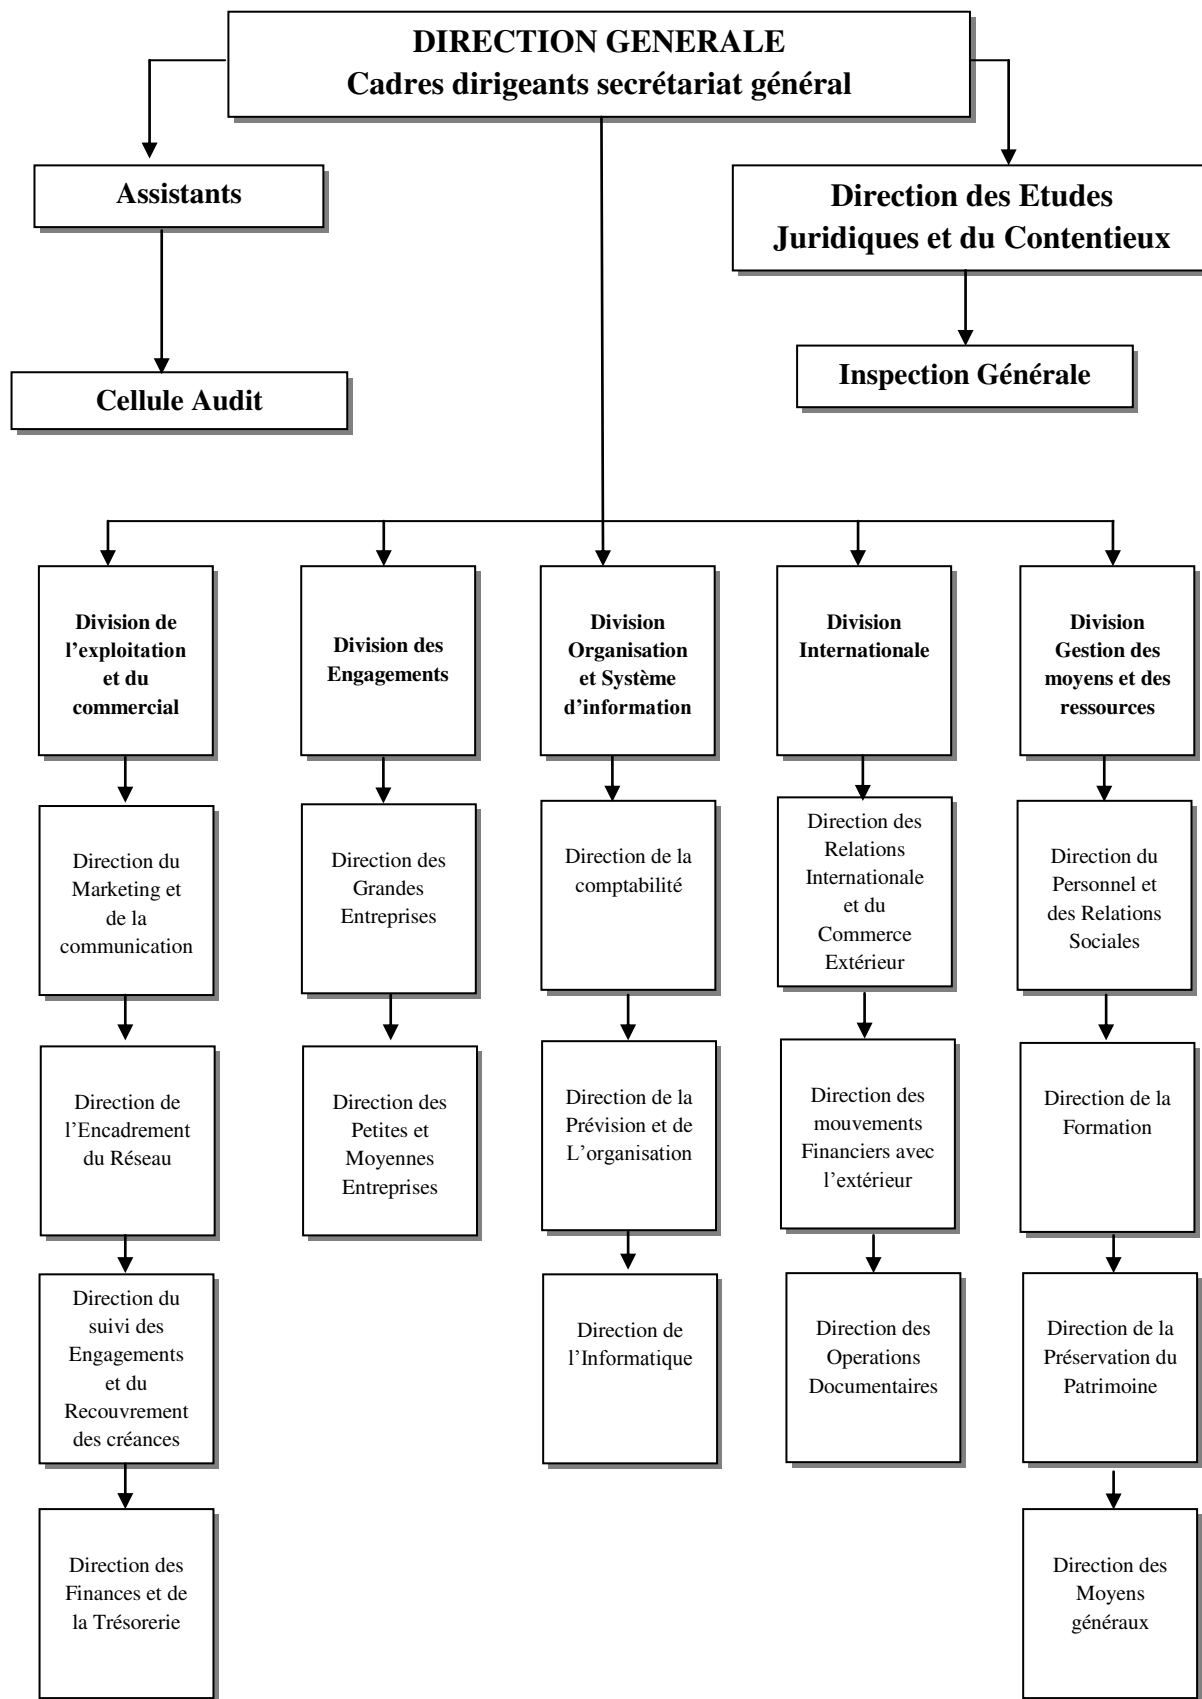 DIRECTION GENERALE
Cadres dirigeants secrétariat général
Assistants
Direction des Etudes
Juridiques et du Contentieux
Inspection Générale
Cellule Audit
Division de
l’exploitation
et du
commercial
Division des
Engagements
Division
Organisation
et Système
d’information
Division
Internationale
Division
Gestion des
moyens et des
ressources
Direction du
Marketing et
de la
communication
Direction des
Grandes
Entreprises
Direction de la
comptabilité
Direction des
Relations
Internationale
et du
Commerce
Extérieur
Direction du
Personnel et
des Relations
Sociales
Direction de
l’Encadrement
du Réseau
Direction des
Petites et
Moyennes
Entreprises
Direction de la
Prévision et de
L’organisation
Direction des
mouvements
Financiers avec
l’extérieur
Direction de la
Formation
Direction du
suivi des
Engagements
et du
Recouvrement
des créances
Direction de
l’Informatique
Direction des
Operations
Documentaires
Direction de la
Préservation du
Patrimoine
Direction des
Finances et de
la Trésorerie
Direction des
Moyens
généraux